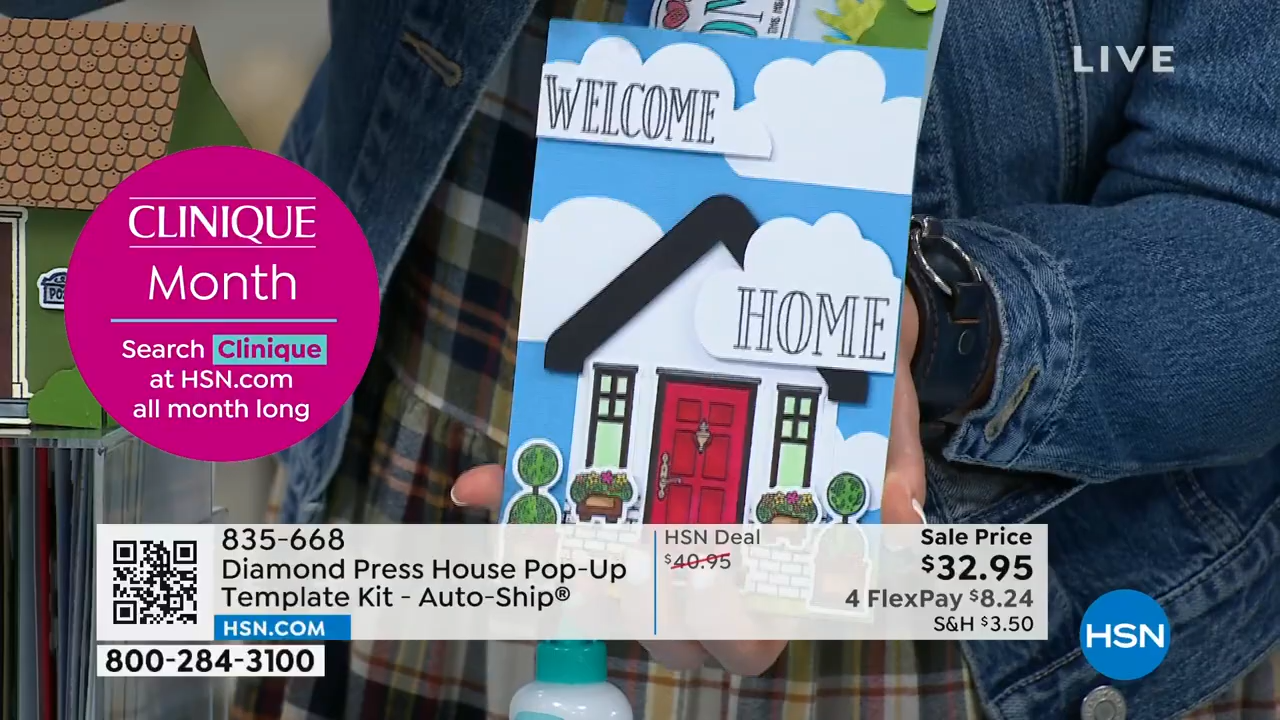 LIVE
WELCOME
HOME
CLINIQUE
Month
Search Clinique
at HSN.com
all month long
PO
835-668
Diamond Press House Pop-Up
Template Kit - Auto-Ship®
HSN.COM
800-284-3100
HSN Deal
$40.95
Sale Price
$32.95
4 FlexPay $8.24
S&H $3.50
HSN